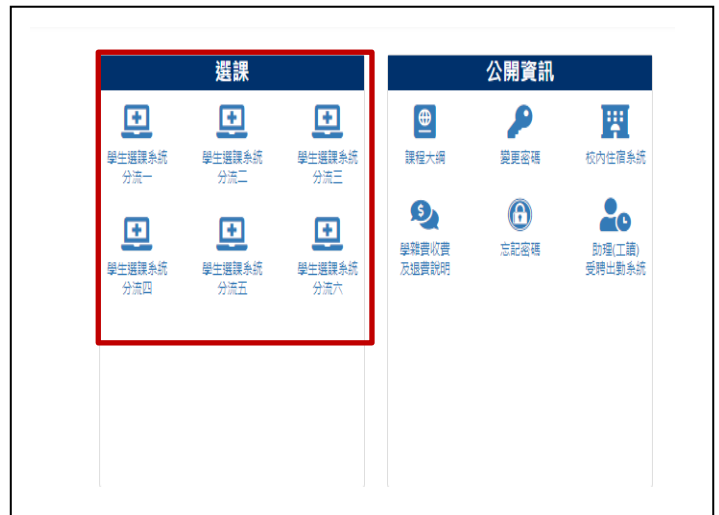 選課
學生選課系統
分流一
學生選課系統
分流二
學生選課系統
分流三
學生選課系統
分流四
學生選課系統
分流五
學生選課系統
分流六
公開資訊
課程大綱
變更密碼
校內住宿系統
學雜費收費
及退費說明
忘記密碼
助理(工讀)
受聘出勤系統